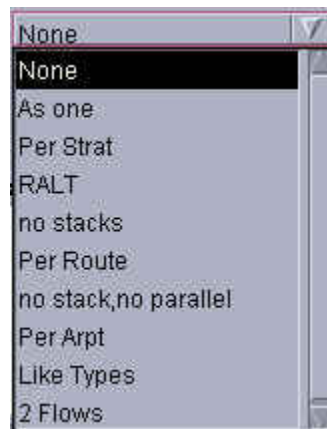 None
None
As one
Per Strat
RALT
no stacks
Per Route
no stack,no parallel
Per Arpt
Like Types
2 Flows